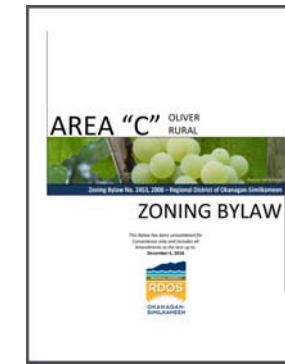 AREA “C” OLIVER
RURAL
Zoning Bylaw No. 2453, 2008 – Regional District of Okanagan-Similkameen
ZONING BYLAW
This Bylaw has been consolidated for
Convenience only and includes all
Amendments to the text up to:
December 6, 2016
RDOS
OKANAGAN-
SIMILKAMEEN